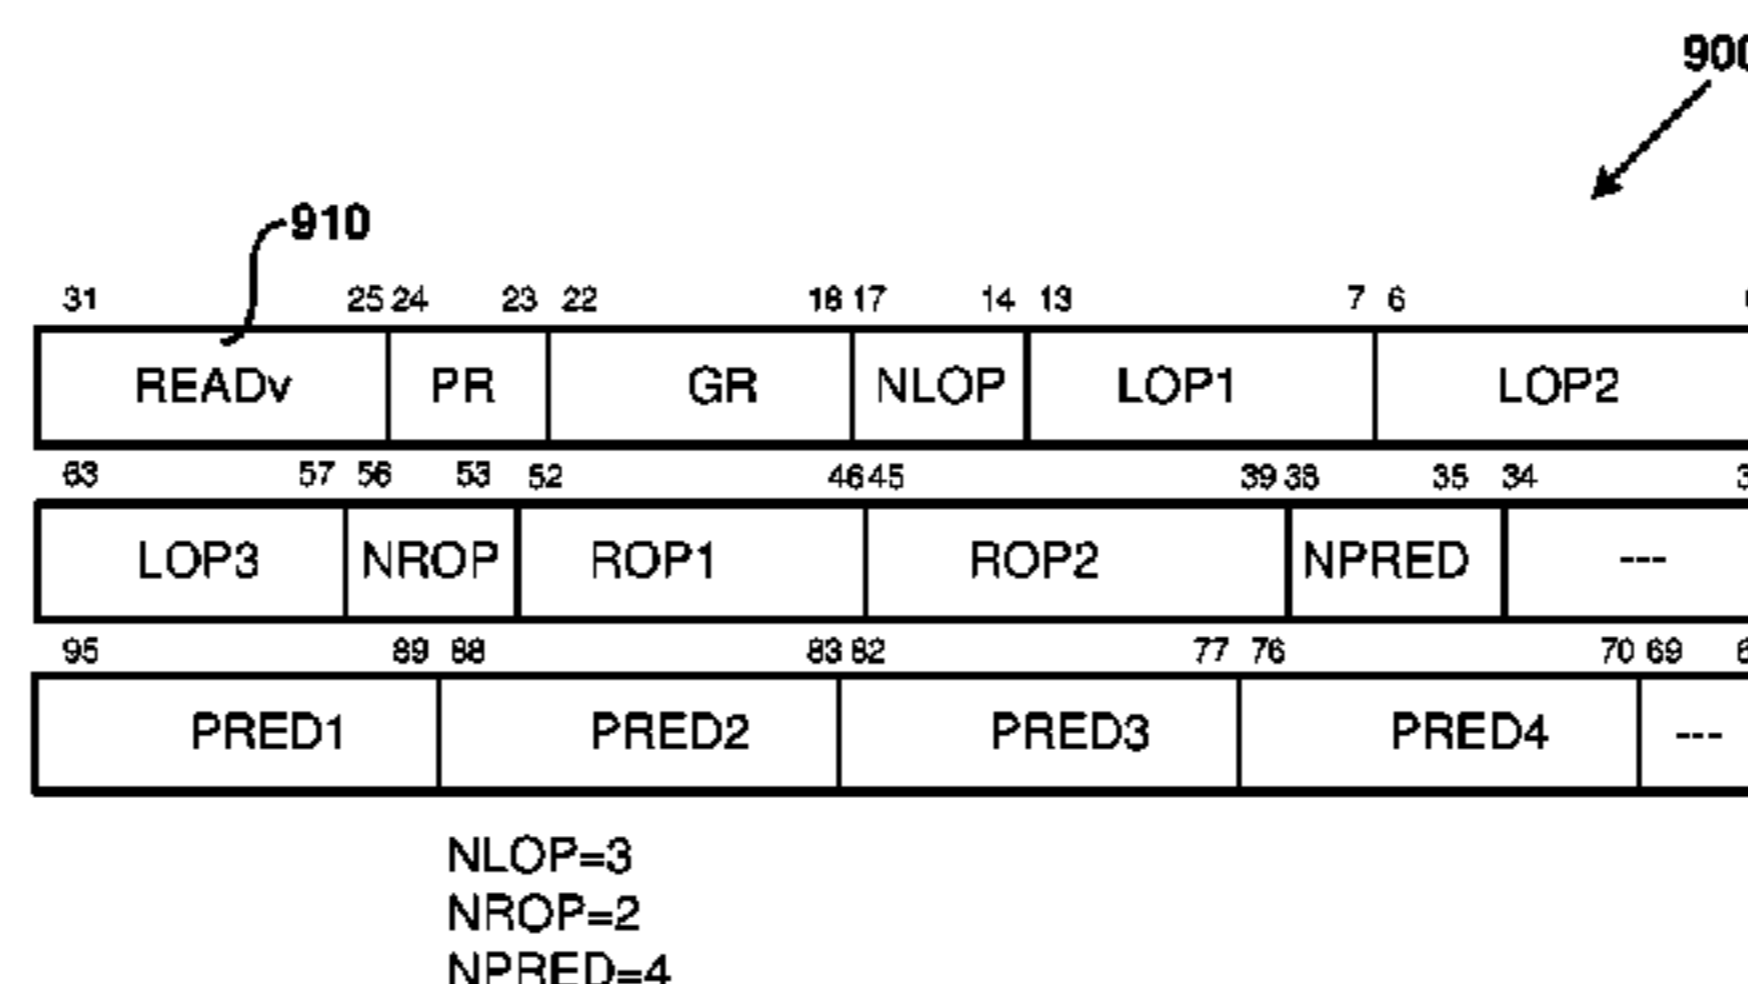 900
910
31 25 24 23 22 18 17 14 13 7 6
READv PR GR NLOP LOP1 LOP2
63 57 56 53 52 46 45 39 38 35 34
LOP3 NROP ROP1 ROP2 NPRED ---
95 89 88 83 82 77 76 70 69
PRED1 PRED2 PRED3 PRED4 ---
NLOP=3
NROP=2
NPRED=4